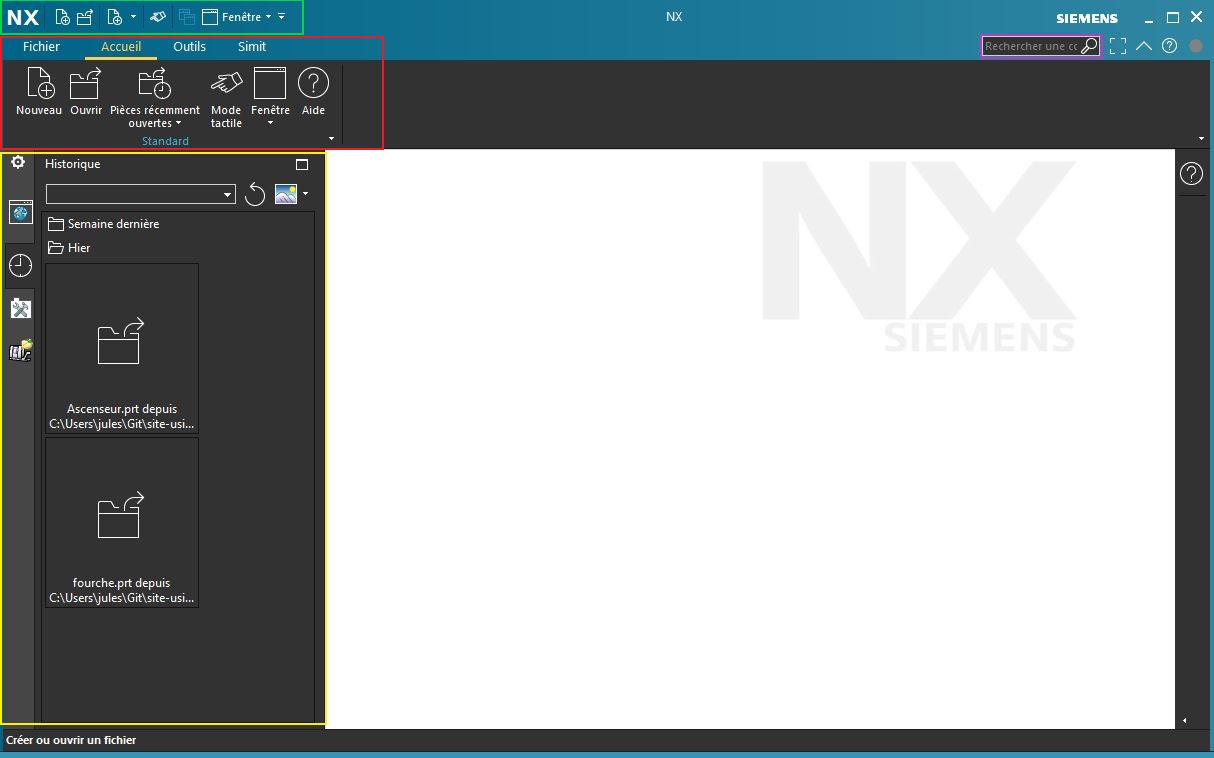 NX
Fenêtre
NX
SIEMENS
Fichier
Accueil
Outils
Simit
Rechercher une cc
Nouveau
Ouvrir
Pièces récemment
ouvertes
Mode
tactile
Fenêtre
Aide
Standard
Historique
Semaine dernière
Hier
Ascenseur.prt depuis
C:\Users\jules\Git\site-usi...
fourche.prt depuis
C:\Users\jules\Git\site-usi...
NX
SIEMENS
Créer ou ouvrir un fichier